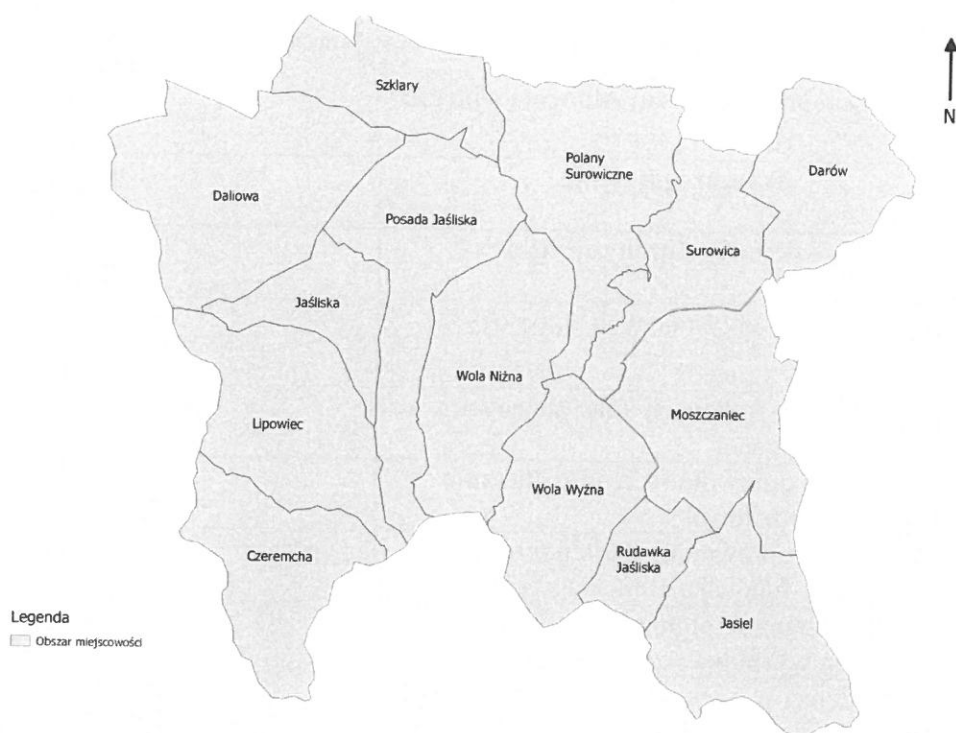 N
Szklary
Polany
Surowiczne
Darów
Daliowa
Posada Jaśliska
Surowica
Jaśliska
Wola Niżna
Moszczaniec
Lipowiec
Wola Wyżna
Czeremcha
Rudawka
Jaśliska
Jasiel
Legenda
Obszar miejscowości